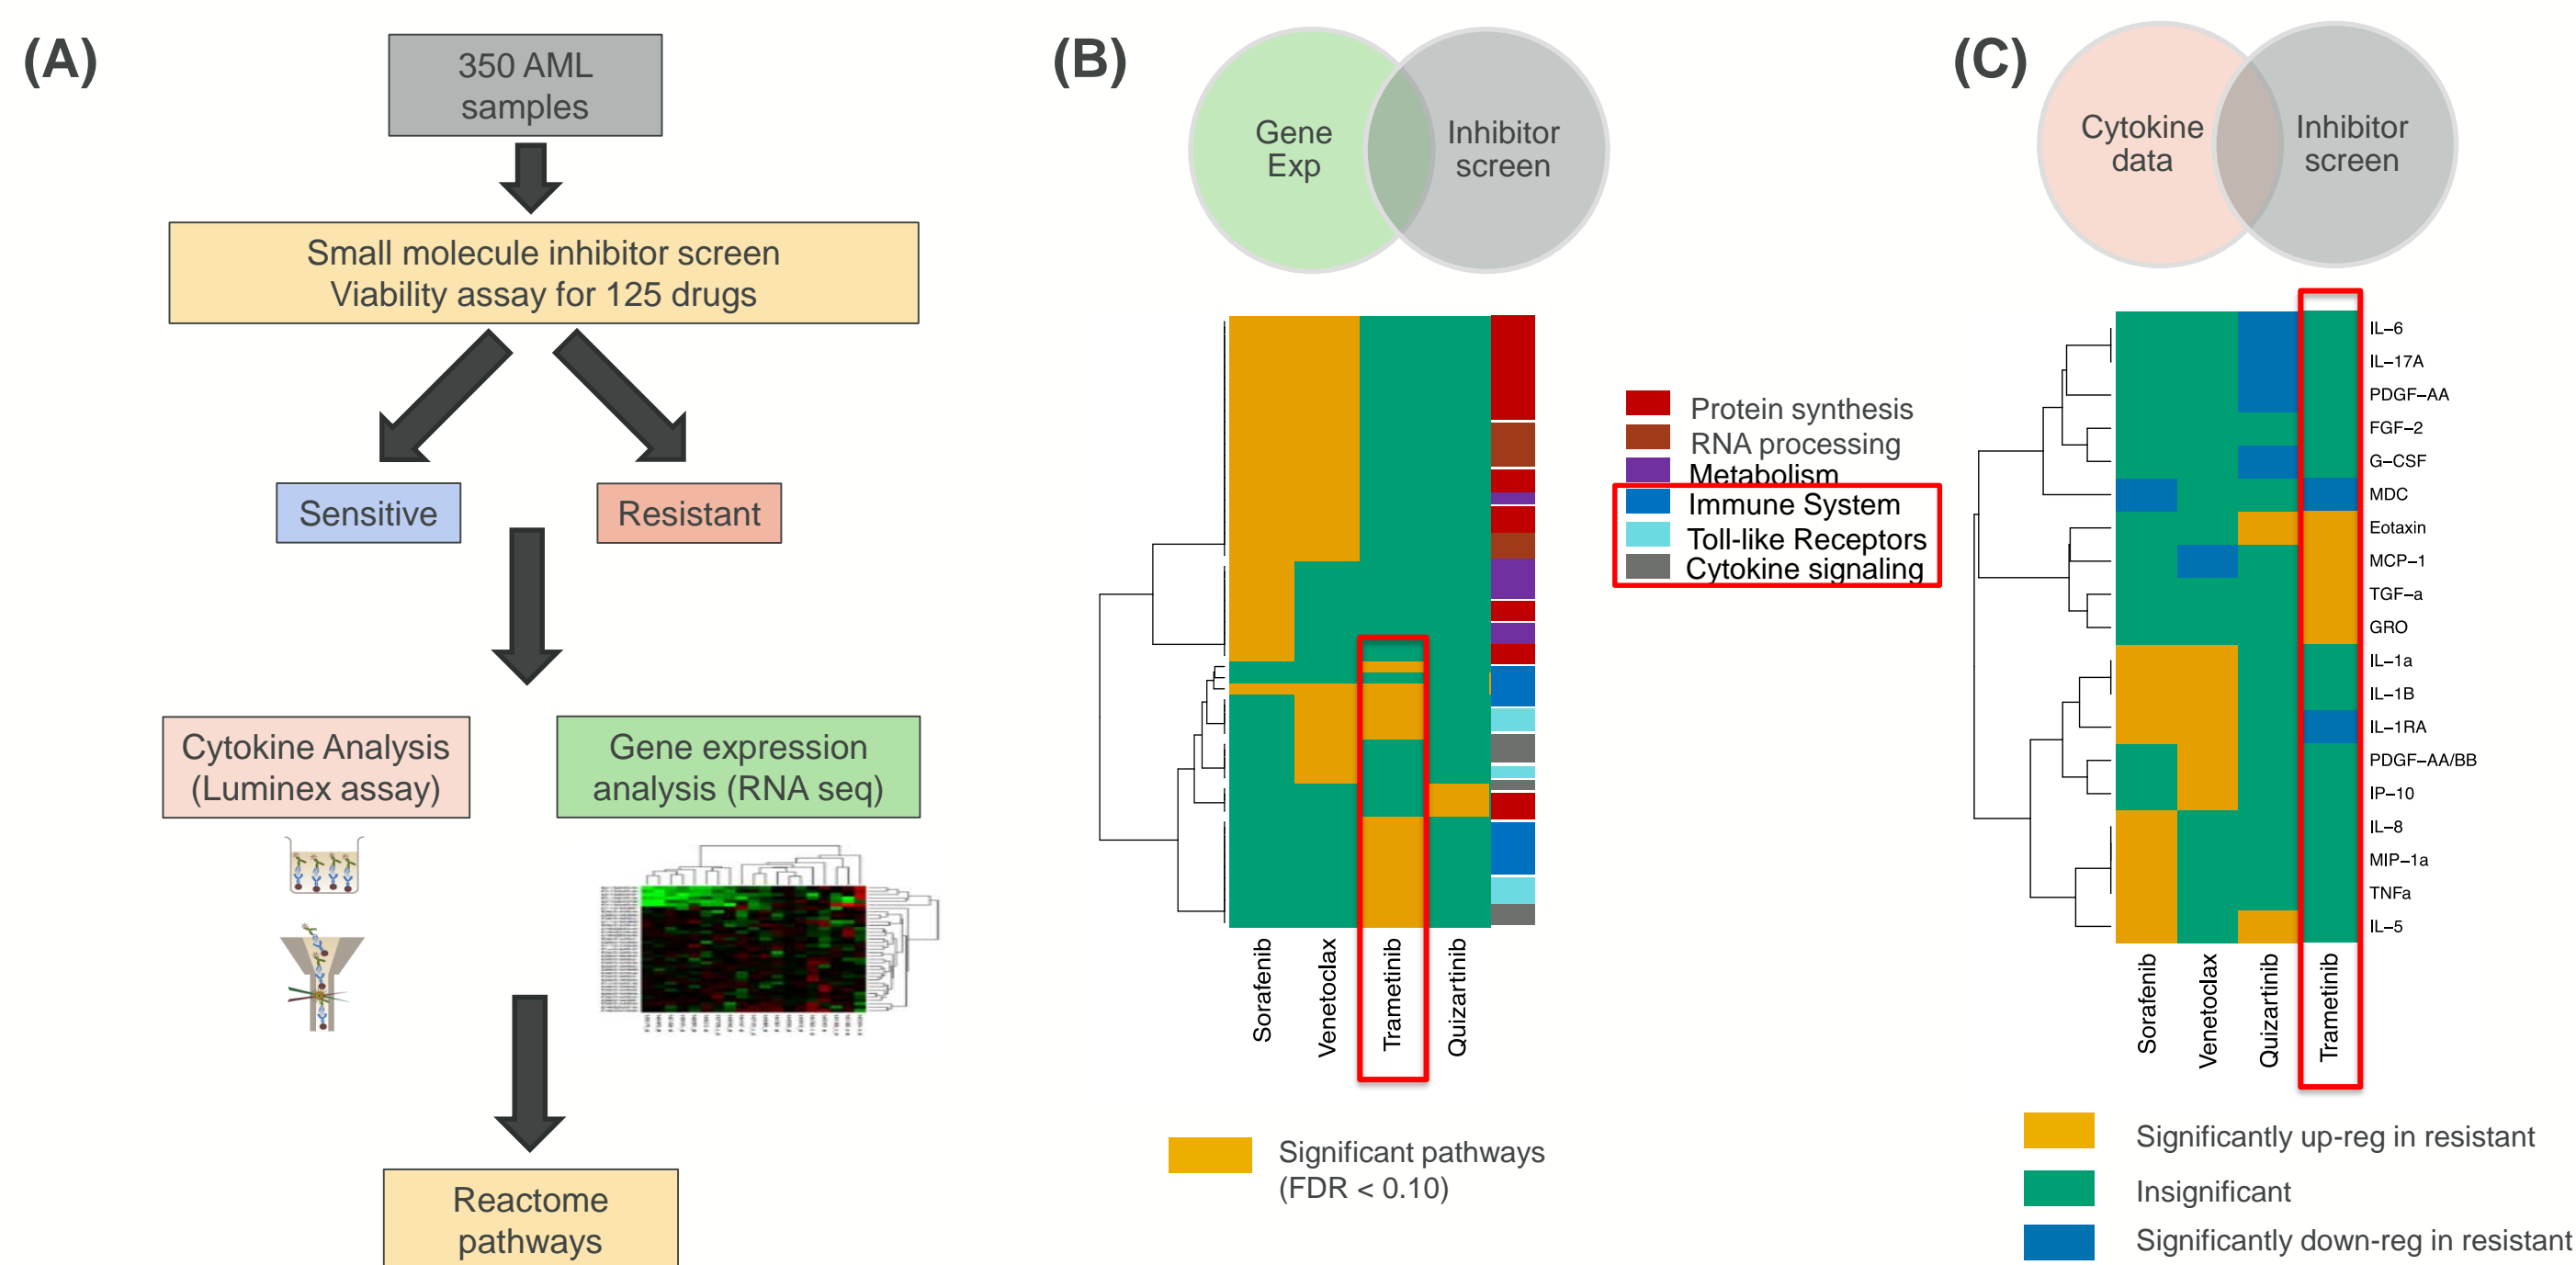 (A)
350 AML
samples
Small molecule inhibitor screen
Viability assay for 125 drugs
Sensitive
Resistant
Cytokine Analysis
(Luminex assay)
Gene expression
analysis (RNA seq)
Reactome
pathways
(B)
Gene
Exp
Inhibitor
screen
Protein synthesis
RNA processing
Metabolism
Immune System
Toll-like Receptors
Cytokine signaling
Sorafenib
Venetoclax
Trametinib
Quizartinib
Significant pathways
(FDR < 0.10)
(C)
Cytokine
data
Inhibitor
screen
IL−6
IL−17A
PDGF−AA
FGF−2
G−CSF
MDC
Eotaxin
MCP−1
TGF−a
GRO
IL−1a
IL−1B
IL−1RA
PDGF−AA/BB
IP−10
IL−8
MIP−1a
TNFa
IL−5
Sorafenib
Venetoclax
Quizartinib
Trametinib
Significantly up-reg in resistant
Insignificant
Significantly down-reg in resistant